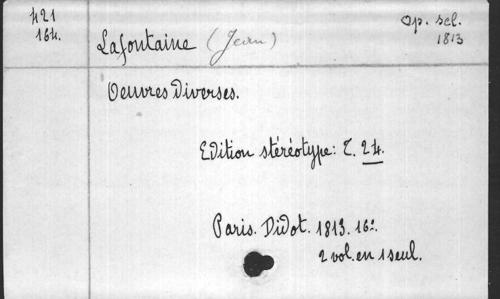 421
164.
Op. sel.
1813
Lafontaine (Jean)
Oeuvres Diverses.
Edition stéréotype: T. 24.
Paris. Didot. 1813. 16º.
2 vol. en 1 seul.